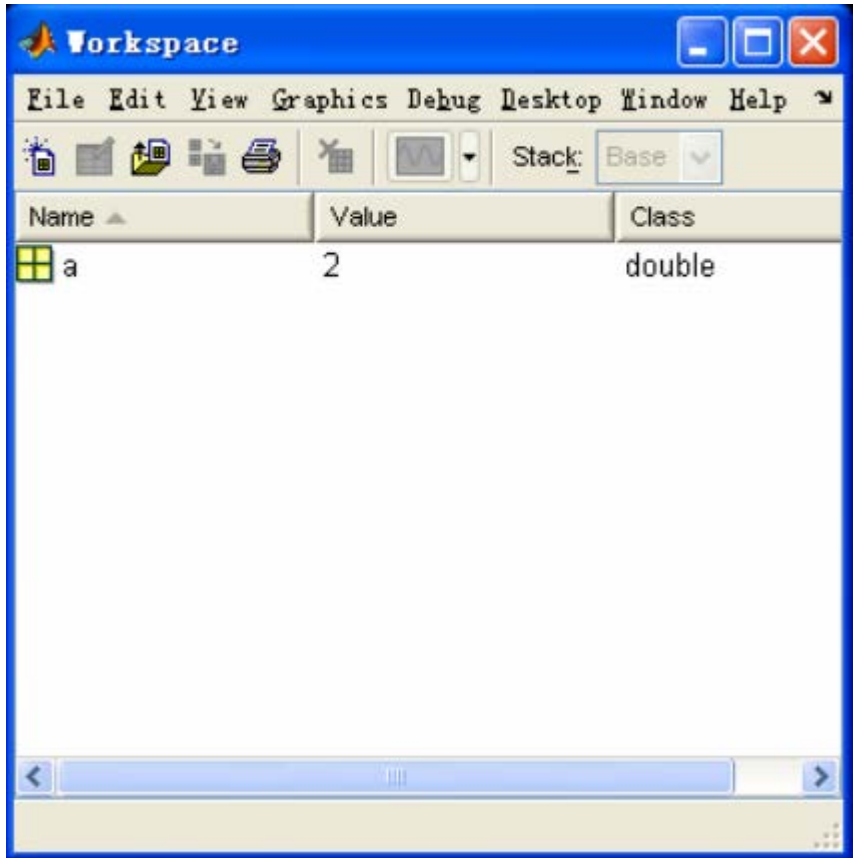 Workspace
File Edit View Graphics Debug Desktop Window Help
Stack: Base
Name Value Class
a 2 double